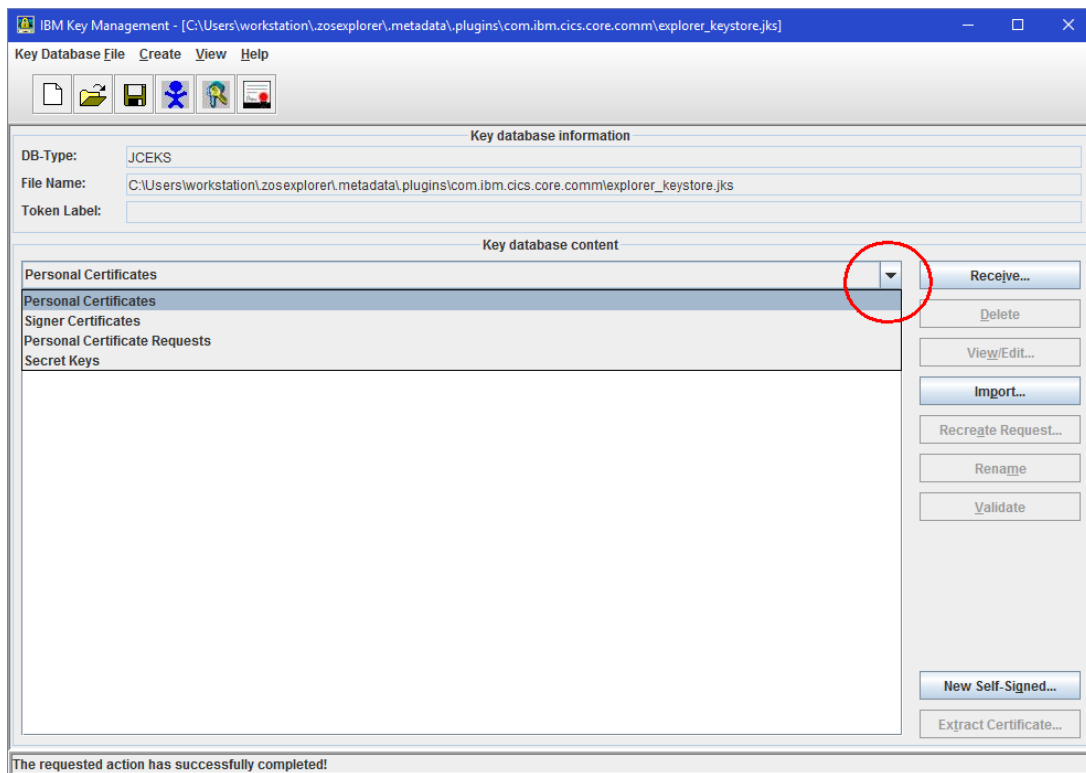 IBM Key Management - [C:\Users\workstation\.zosexplorer\.metadata\.plugins\com.ibm.cics.core.comm\explorer_keystore.jks]
Key Database File Create View Help
Key database information
DB-Type: JCEKS
File Name: C:\Users\workstation\.zosexplorer\.metadata\.plugins\com.ibm.cics.core.comm\explorer_keystore.jks
Token Label:
Key database content
Personal Certificates
Receive...
Personal Certificates
Signer Certificates
Personal Certificate Requests
Secret Keys
Delete
View/Edit...
Import...
Recreate Request...
Rename
Validate
New Self-Signed...
Extract Certificate...
The requested action has successfully completed!